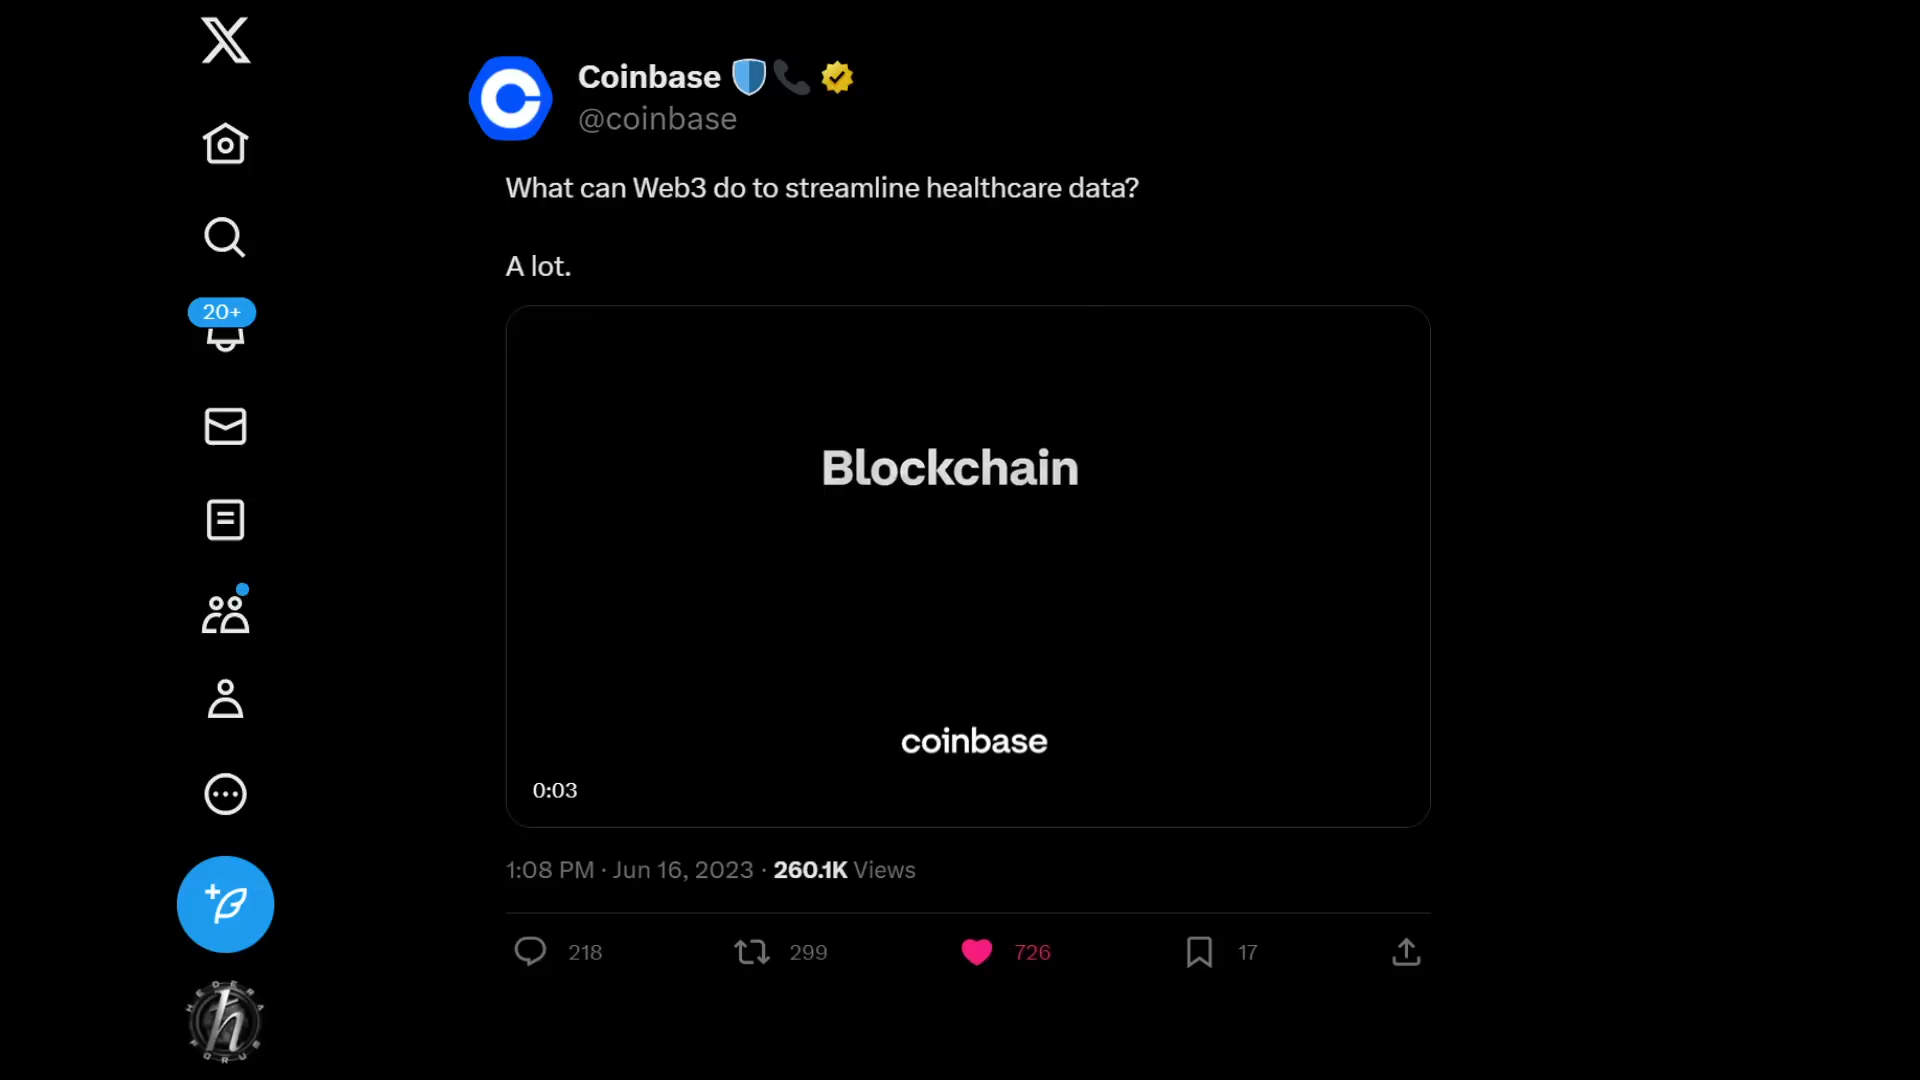 Coinbase
@coinbase
What can Web3 do to streamline healthcare data?
A lot.
20+
Blockchain
coinbase
0:03
1:08 PM · Jun 16, 2023 · 260.1K Views
218 299 726 17
HEDERA